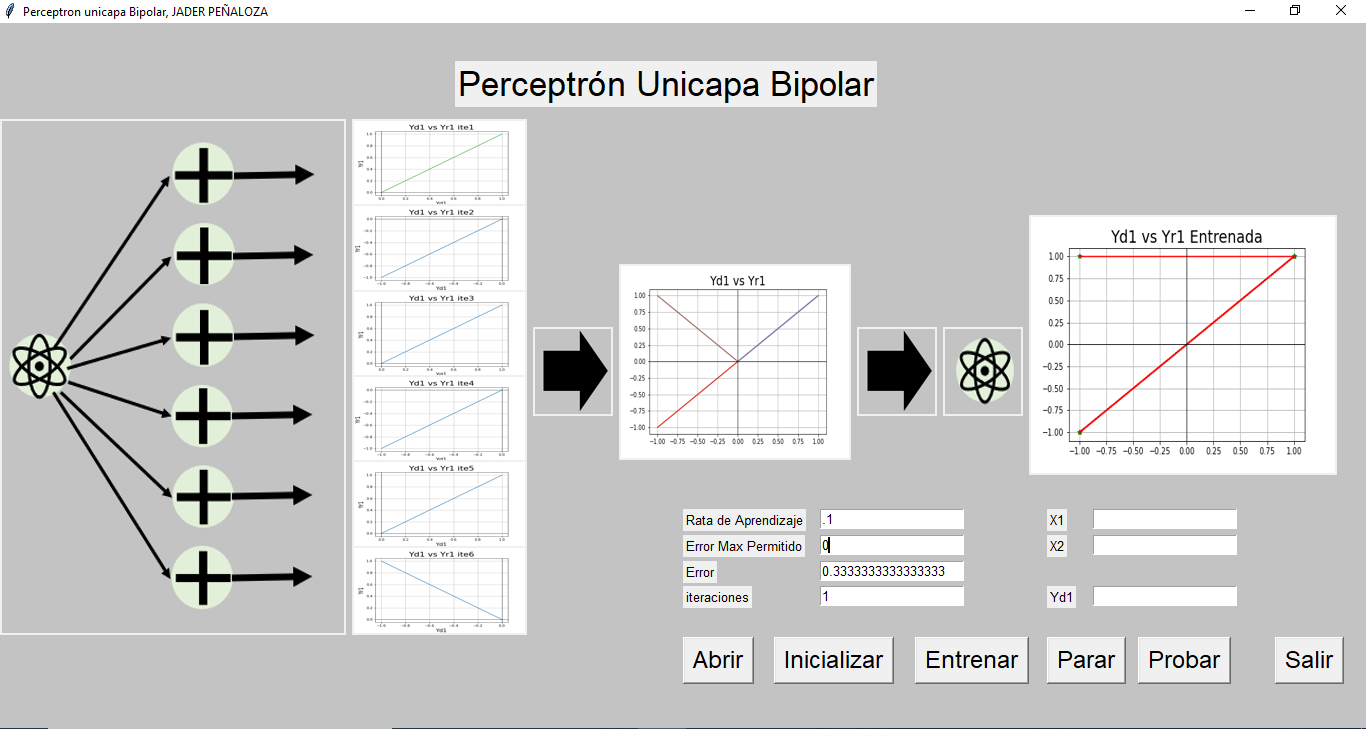 Perceptron unicapa Bipolar, JADER PEÑALOZA
Perceptrón Unicapa Bipolar
Yd1 vs Yr1 ite1
Yd1 vs Yr1 ite2
Yd1 vs Yr1 ite3
Yd1 vs Yr1 ite4
Yd1 vs Yr1 ite5
Yd1 vs Yr1 ite6
Yd1 vs Yr1
1.00
0.75
0.50
0.25
0.00
−0.25
−0.50
−0.75
−1.00
−1.00 −0.75 −0.50 −0.25 0.00 0.25 0.50 0.75 1.00
Yd1 vs Yr1 Entrenada
1.00
0.75
0.50
0.25
0.00
−0.25
−0.50
−0.75
−1.00
−1.00 −0.75 −0.50 −0.25 0.00 0.25 0.50 0.75 1.00
Rata de Aprendizaje .1
Error Max Permitido 0
Error 0.3333333333333333
iteraciones 1
X1
X2
Yd1
Abrir Inicializar Entrenar Parar Probar Salir